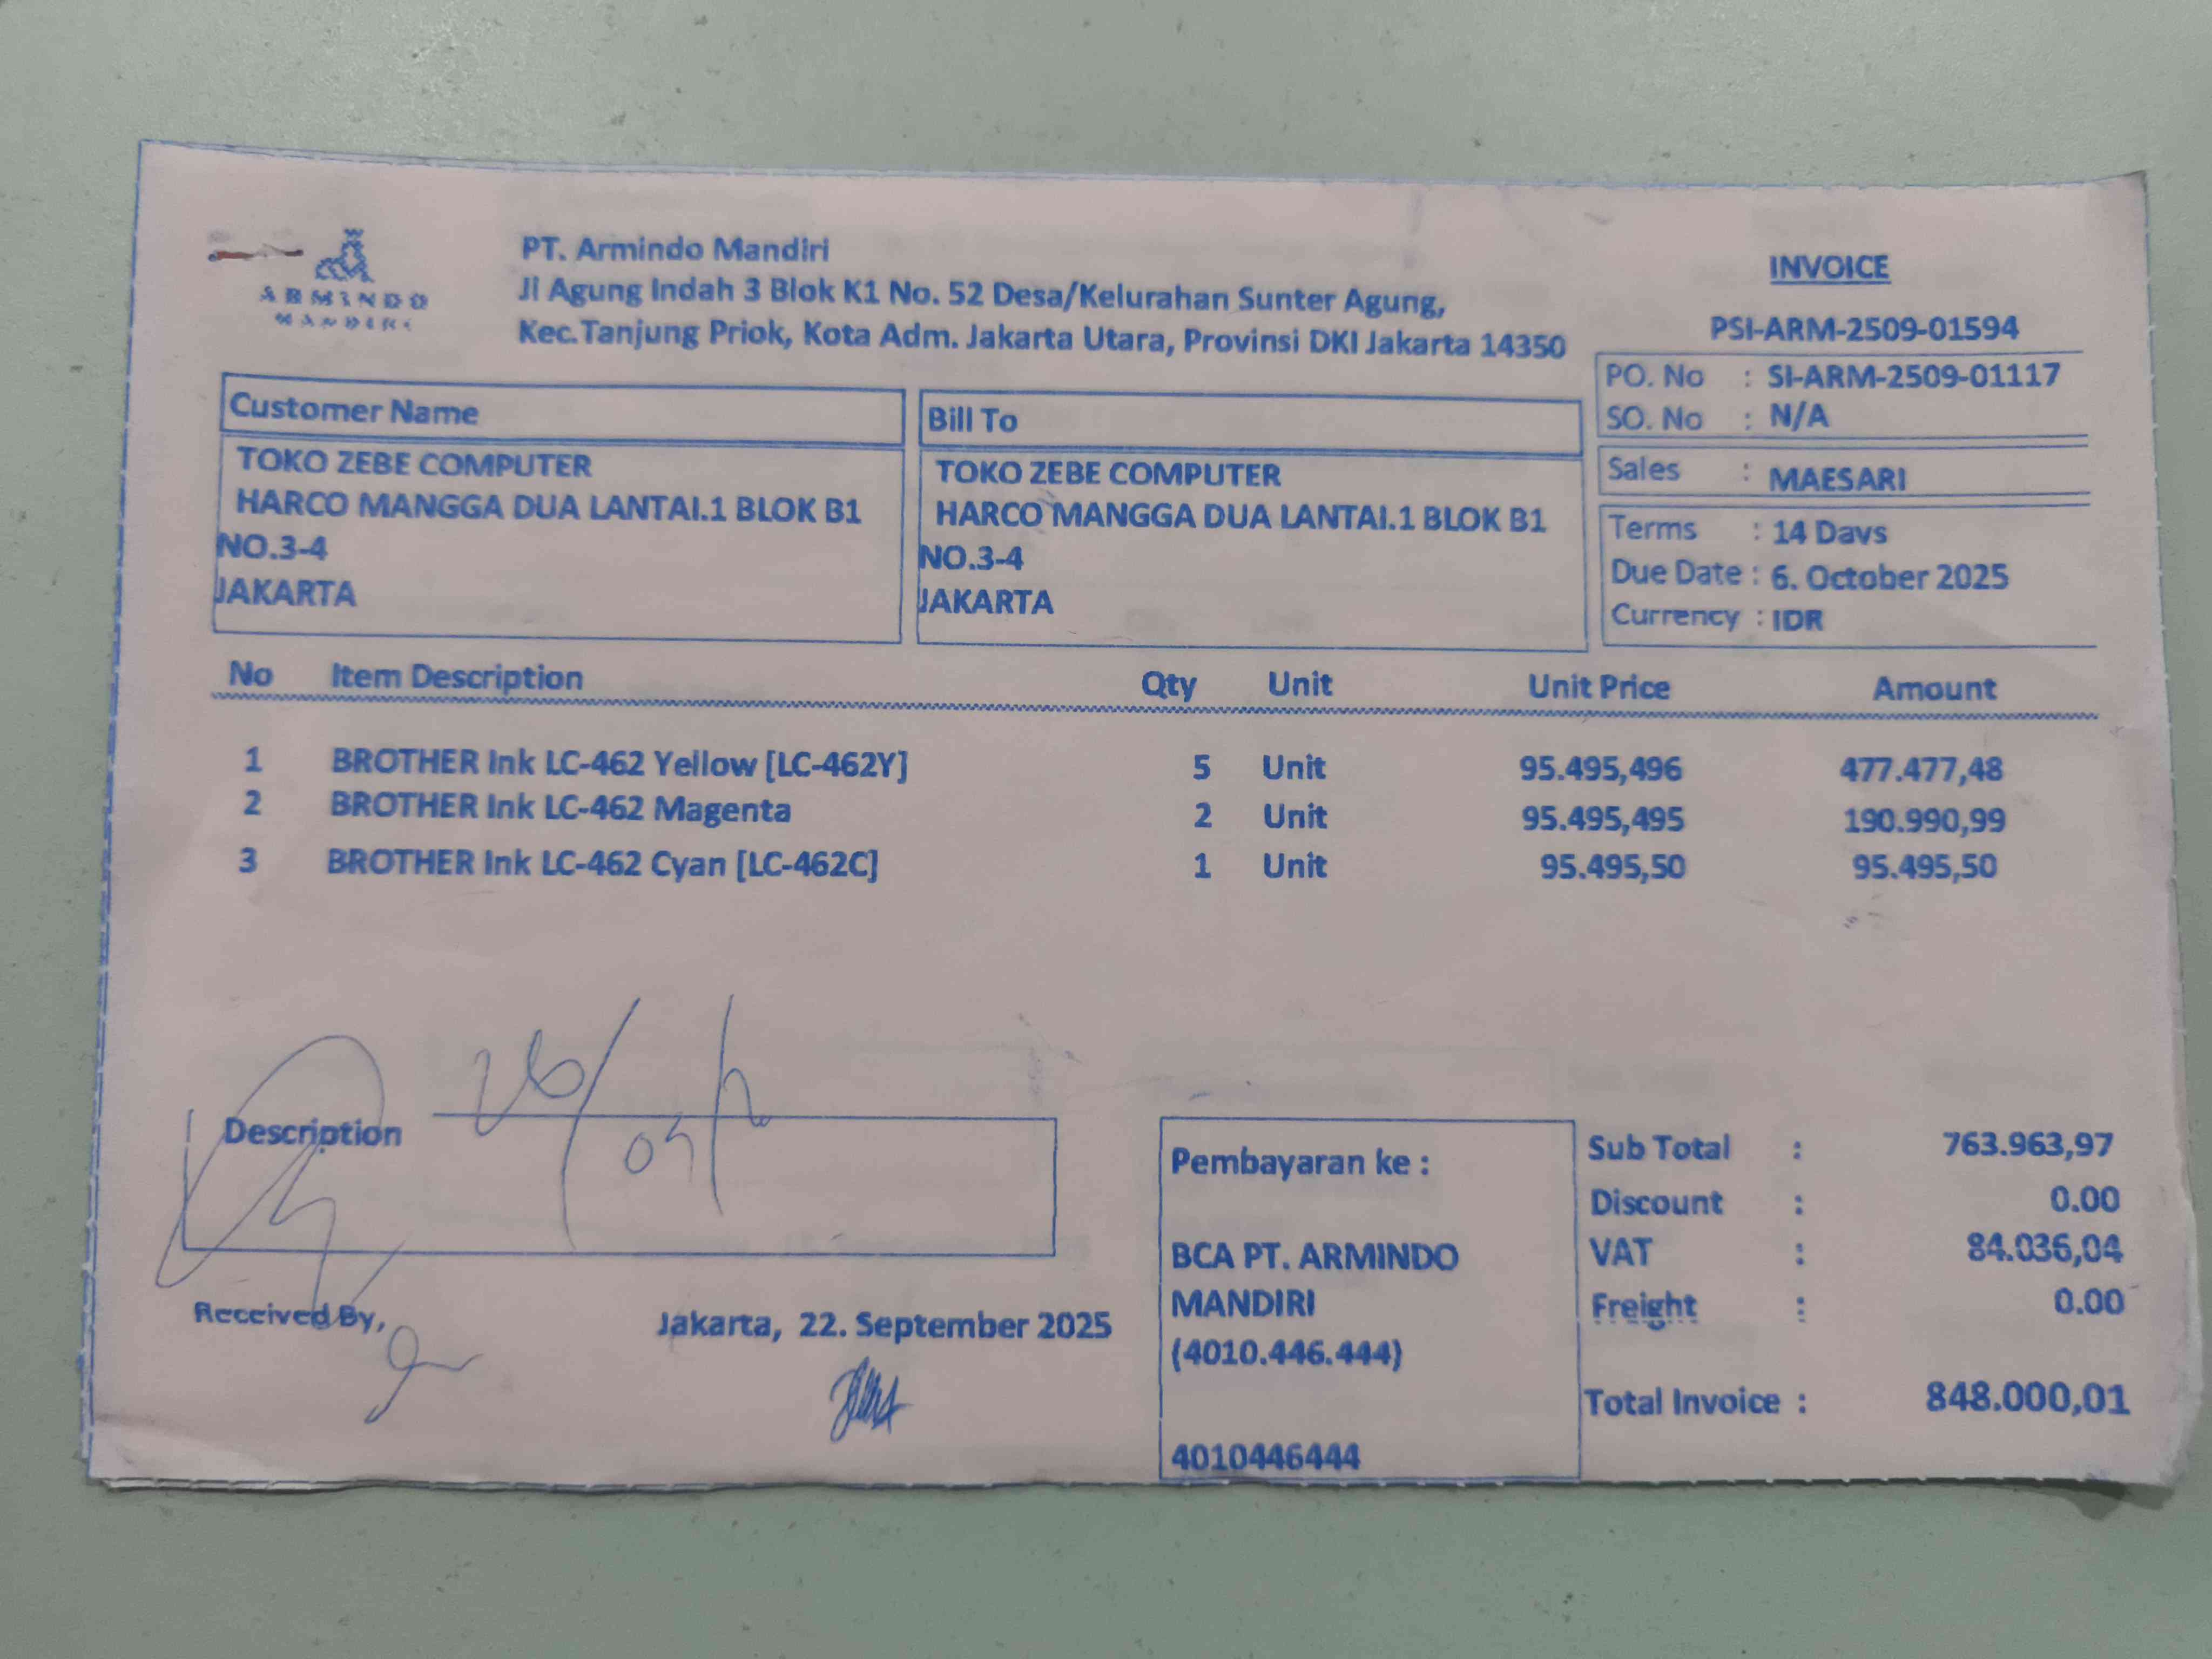 ARMINDO
MANDIRI
PT. Armindo Mandiri
Jl Agung Indah 3 Blok K1 No. 52 Desa/Kelurahan Sunter Agung,
Kec.Tanjung Priok, Kota Adm. Jakarta Utara, Provinsi DKI Jakarta 14350
INVOICE
PSI-ARM-2509-01594
PO. No : SI-ARM-2509-01117
SO. No : N/A
Sales : MAESARI
Terms : 14 Days
Due Date : 6. October 2025
Currency : IDR
Customer Name
TOKO ZEBE COMPUTER
HARCO MANGGA DUA LANTAI.1 BLOK B1
NO.3-4
JAKARTA
Bill To
TOKO ZEBE COMPUTER
HARCO MANGGA DUA LANTAI.1 BLOK B1
NO.3-4
JAKARTA
No Item Description Qty Unit Unit Price Amount
1 BROTHER Ink LC-462 Yellow [LC-462Y] 5 Unit 95.495,496 477.477,48
2 BROTHER Ink LC-462 Magenta 2 Unit 95.495,495 190.990,99
3 BROTHER Ink LC-462 Cyan [LC-462C] 1 Unit 95.495,50 95.495,50
Description
Received By,
Jakarta, 22. September 2025
Pembayaran ke :
BCA PT. ARMINDO
MANDIRI
(4010.446.444)
4010446444
Sub Total : 763.963,97
Discount : 0.00
VAT : 84.036,04
Freight : 0.00
Total Invoice : 848.000,01